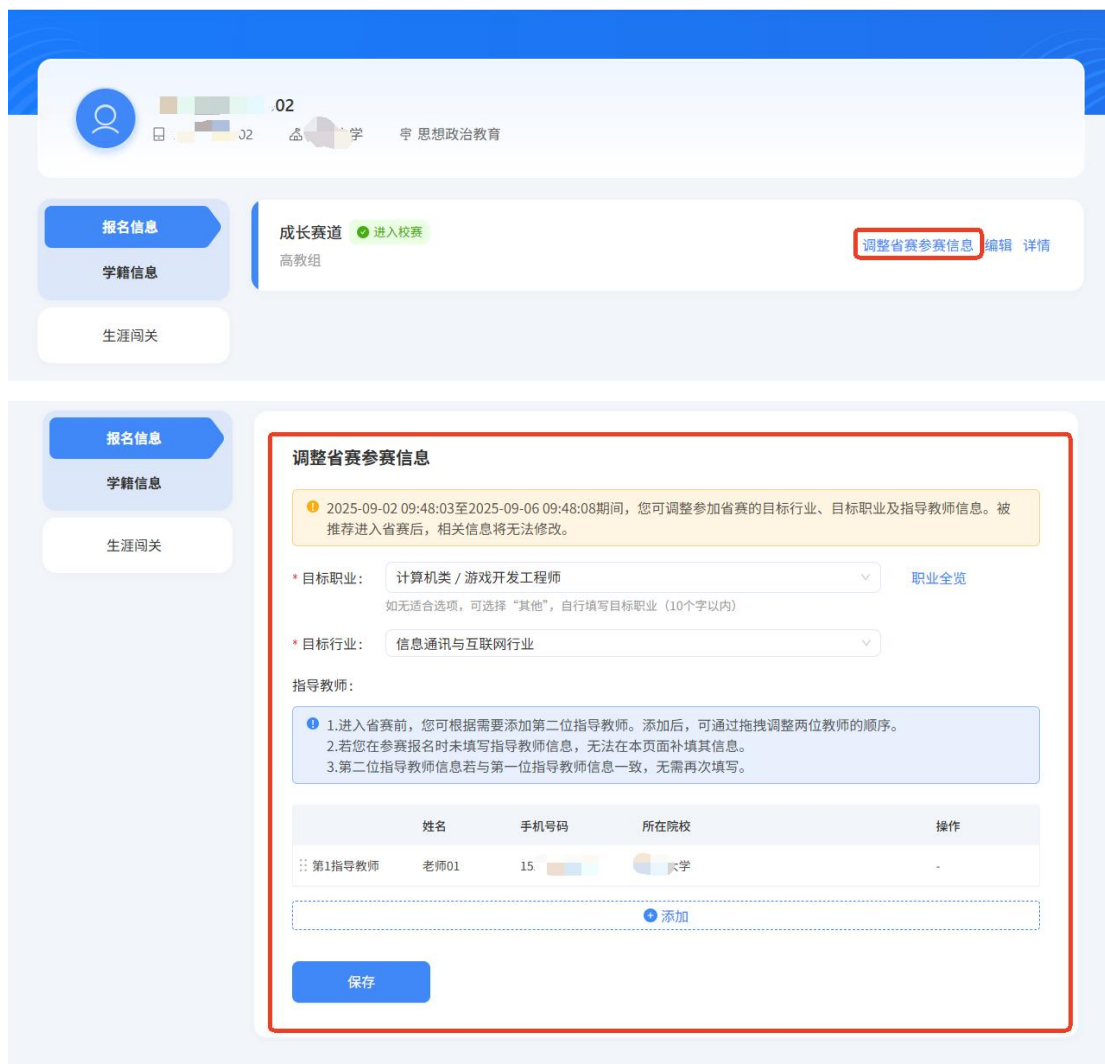 .02
02 学 思想政治教育
报名信息
学籍信息
生涯闯关
成长赛道 进入校赛
高教组
调整省赛参赛信息 编辑 详情
报名信息
学籍信息
生涯闯关
调整省赛参赛信息
2025-09-02 09:48:03至2025-09-06 09:48:08期间，您可调整参加省赛的目标行业、目标职业及指导教师信息。被
推荐进入省赛后，相关信息将无法修改。
* 目标职业： 计算机类 / 游戏开发工程师 职业全览
如无适合选项，可选择“其他”，自行填写目标职业（10个字以内）
* 目标行业： 信息通讯与互联网行业
指导教师：
1.进入省赛前，您可根据需要添加第二位指导教师。添加后，可通过拖拽调整两位教师的顺序。
2.若您在参赛报名时未填写指导教师信息，无法在本页面补填其信息。
3.第二位指导教师信息若与第一位指导教师信息一致，无需再次填写。
姓名 手机号码 所在院校 操作
第1指导教师 老师01 15 学 -
添加
保存